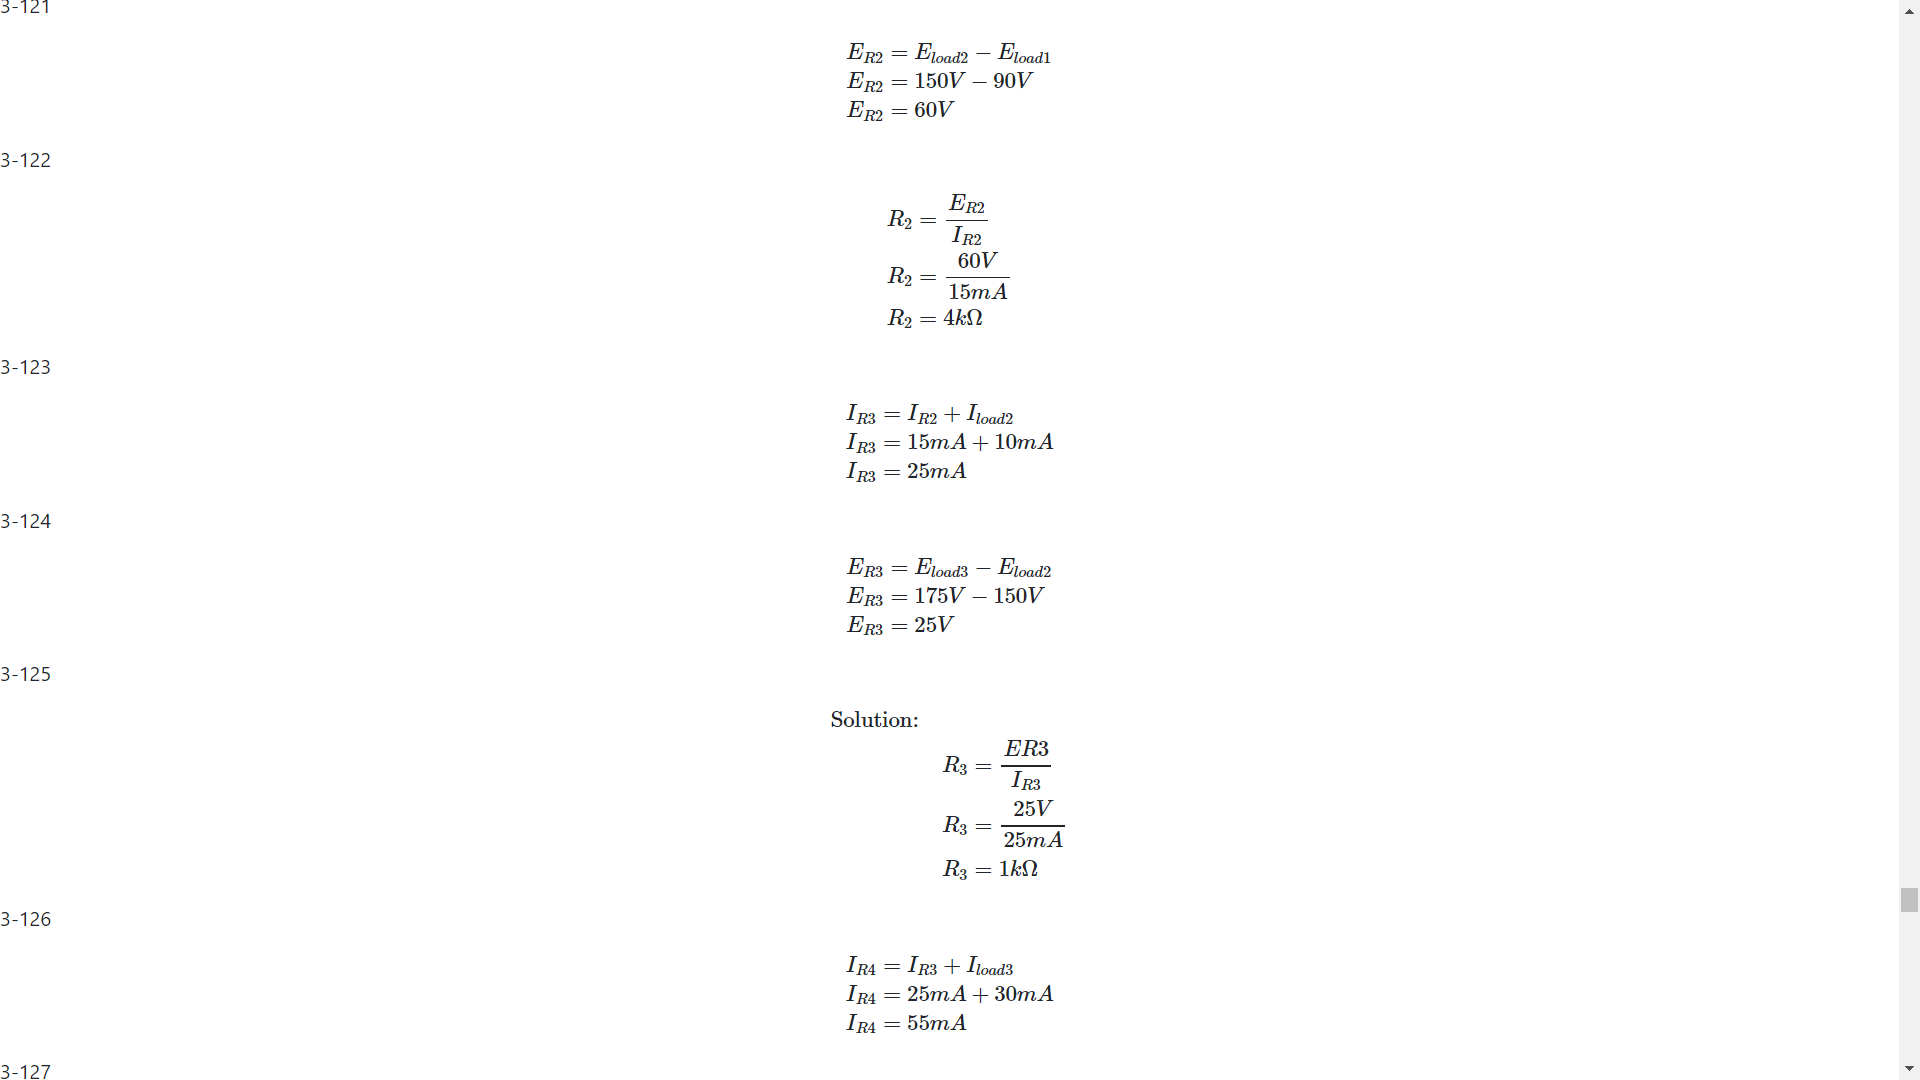 3-121
E_{R2} = E_{load2} − E_{load1}
E_{R2} = 150V − 90V
E_{R2} = 60V
3-122
R_2 = \frac{E_{R2}}{I_{R2}}
R_2 = \frac{60V}{15mA}
R_2 = 4kΩ
3-123
I_{R3} = I_{R2} + I_{load2}
I_{R3} = 15mA + 10mA
I_{R3} = 25mA
3-124
E_{R3} = E_{load3} − E_{load2}
E_{R3} = 175V − 150V
E_{R3} = 25V
3-125
Solution:
R_3 = \frac{ER3}{I_{R3}}
R_3 = \frac{25V}{25mA}
R_3 = 1kΩ
3-126
I_{R4} = I_{R3} + I_{load3}
I_{R4} = 25mA + 30mA
I_{R4} = 55mA
3-127